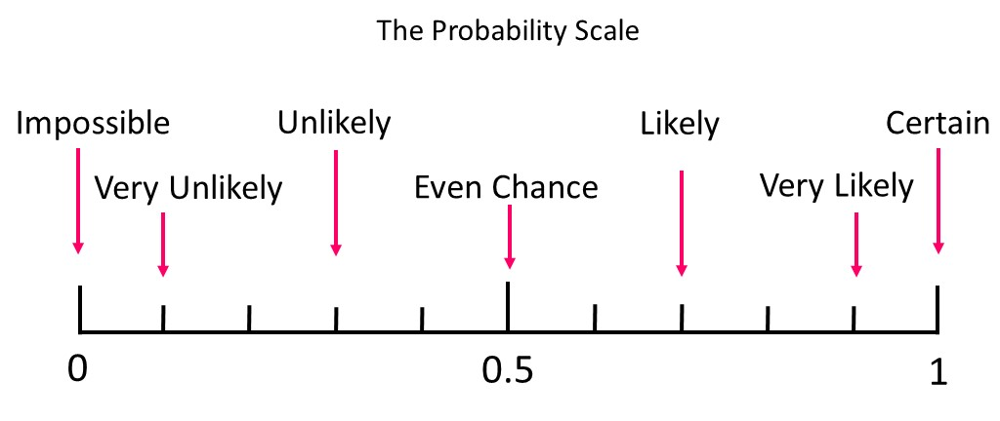 The Probability Scale
Impossible
Unlikely
Likely
Certain
Very Unlikely
Even Chance
Very Likely
0
0.5
1